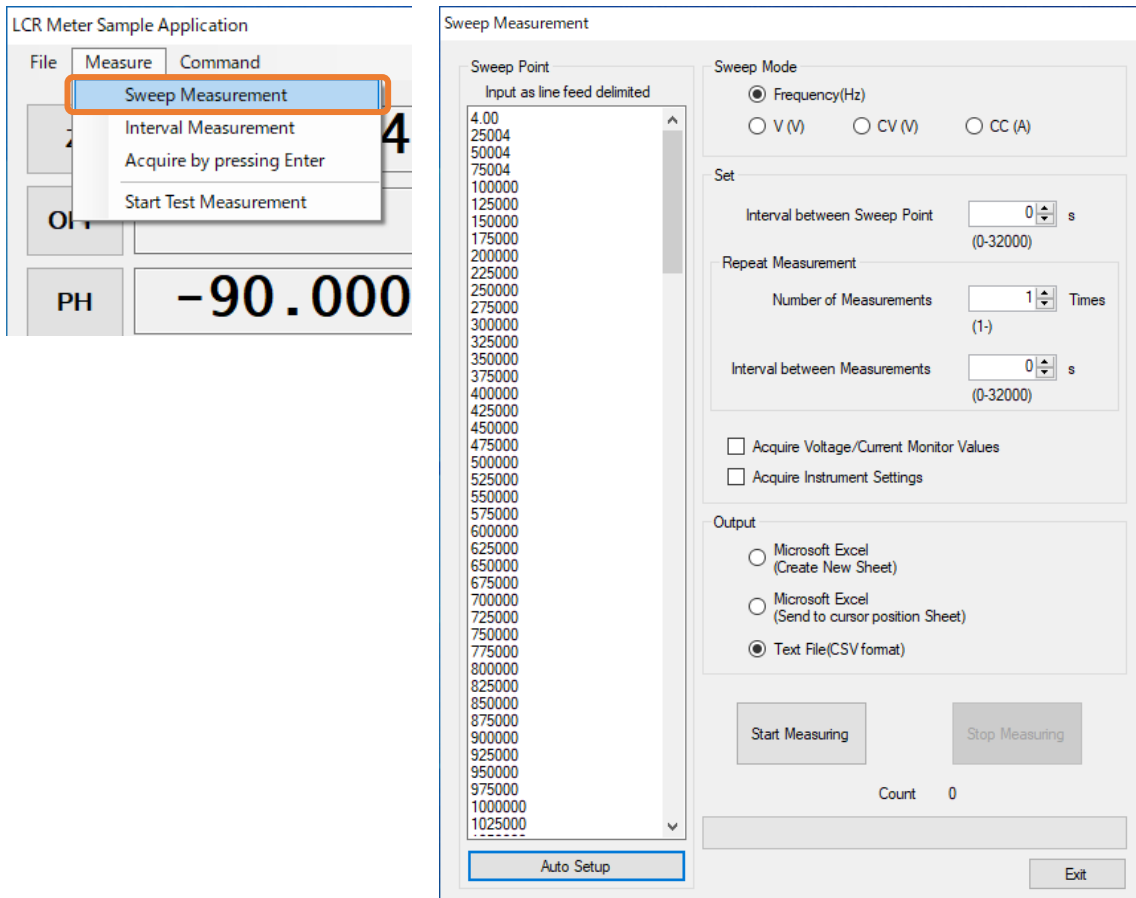 LCR Meter Sample Application
File Measure Command
Sweep Measurement
Interval Measurement
Acquire by pressing Enter
Start Test Measurement
4
PH
-90.000
Sweep Measurement
Sweep Point
Input as line feed delimited
4.00
25004
50004
75004
100000
125000
150000
175000
200000
225000
250000
275000
300000
325000
350000
375000
400000
425000
450000
475000
500000
525000
550000
575000
600000
625000
650000
675000
700000
725000
750000
775000
800000
825000
850000
875000
900000
925000
950000
975000
1000000
1025000
Auto Setup
Sweep Mode
Frequency(Hz)
V (V) CV (V) CC (A)
Set
Interval between Sweep Point 0 s
(0-32000)
Repeat Measurement
Number of Measurements 1 Times
(1-)
Interval between Measurements 0 s
(0-32000)
Acquire Voltage/Current Monitor Values
Acquire Instrument Settings
Output
Microsoft Excel
(Create New Sheet)
Microsoft Excel
(Send to cursor position Sheet)
Text File(CSV format)
Start Measuring Stop Measuring
Count 0
Exit